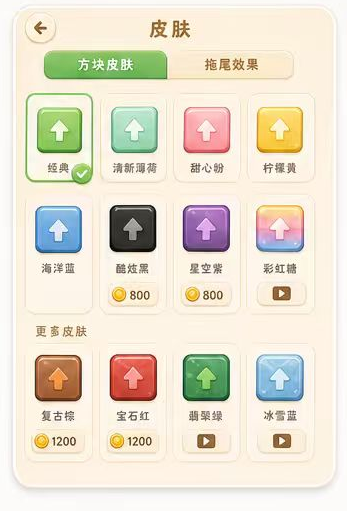 皮肤
方块皮肤 拖尾效果
经典 清新薄荷 甜心粉 柠檬黄
海洋蓝 酷炫黑 星空紫 彩虹糖
800 800
更多皮肤
复古棕 宝石红 翡翠绿 冰雪蓝
1200 1200